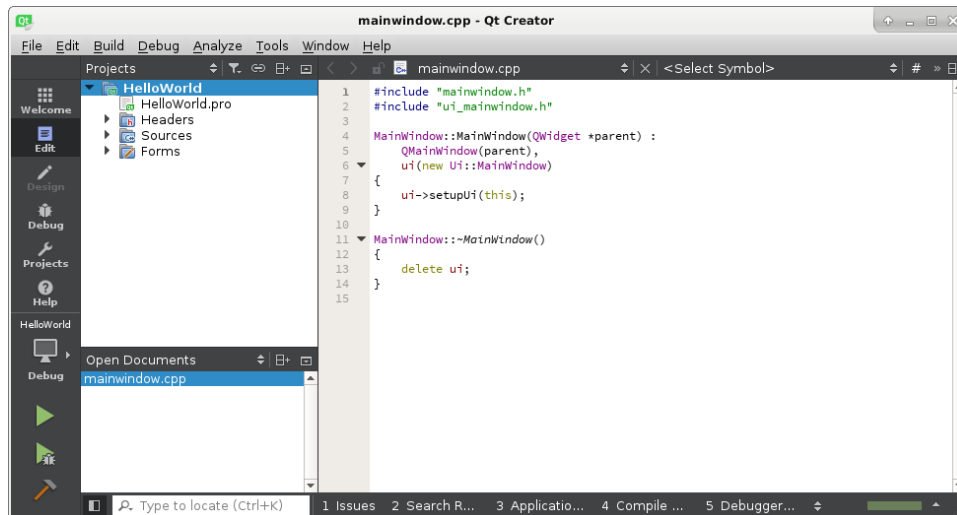 Qt
mainwindow.cpp - Qt Creator
File Edit Build Debug Analyze Tools Window Help
Projects
mainwindow.cpp
<Select Symbol>
#
»
Welcome
Edit
Design
Debug
Projects
Help
HelloWorld
Debug
HelloWorld
HelloWorld.pro
Headers
Sources
Forms
Open Documents
mainwindow.cpp
1 #include "mainwindow.h"
2 #include "ui_mainwindow.h"
3
4 MainWindow::MainWindow(QWidget *parent) :
5     QMainWindow(parent),
6     ui(new Ui::MainWindow)
7 {
8     ui->setupUi(this);
9 }
10
11 MainWindow::~MainWindow()
12 {
13     delete ui;
14 }
15
Type to locate (Ctrl+K)
1 Issues 2 Search R... 3 Applicatio... 4 Compile ... 5 Debugger...